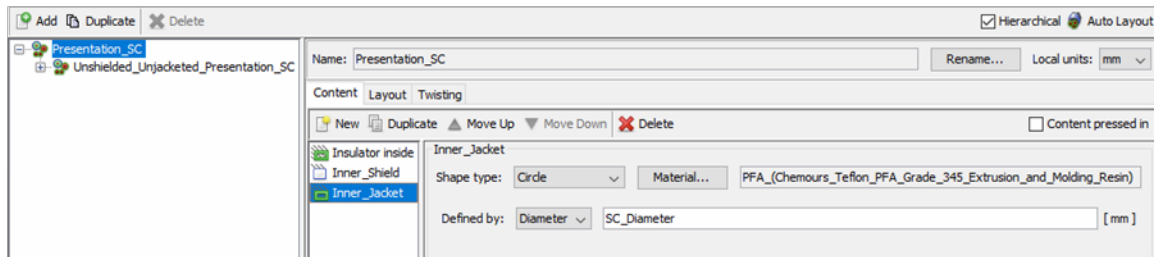 Add Duplicate Delete Hierarchical Auto Layout
Presentation_SC
Unshielded_Unjacketed_Presentation_SC
Name: Presentation_SC Rename... Local units: mm
Content Layout Twisting
New Duplicate Move Up Move Down Delete Content pressed in
Insulator inside
Inner_Shield
Inner_Jacket
Inner_Jacket
Shape type: Circle Material... PFA_(Chemours_Teflon_PFA_Grade_345_Extrusion_and_Molding_Resin)
Defined by: Diameter SC_Diameter [mm]